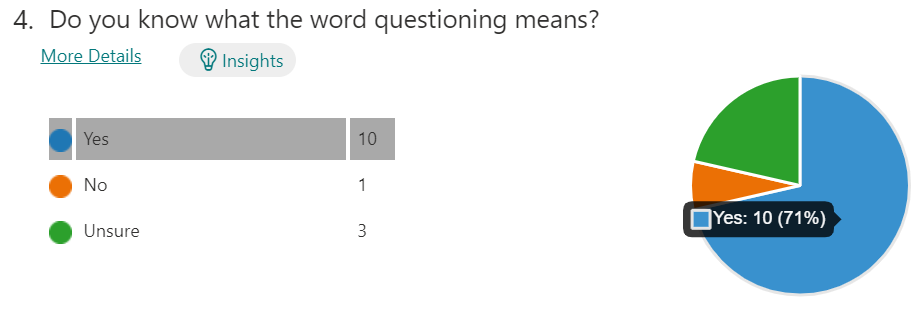 4. Do you know what the word questioning means?
More Details
Insights
Yes 10
No 1
Unsure 3
Yes: 10 (71%)